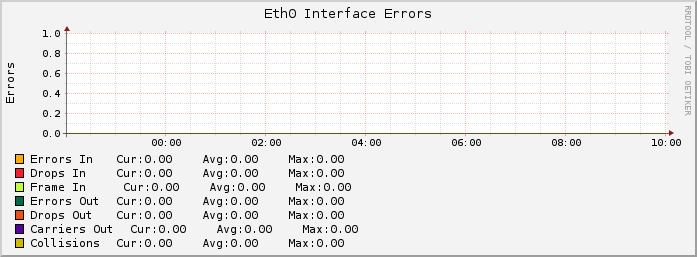 Eth0 Interface Errors
RRDTOOL / TOBI OETIKER
Errors
1.0
0.8
0.6
0.4
0.2
0.0
00:00 02:00 04:00 06:00 08:00 10:00
Errors In Cur:0.00 Avg:0.00 Max:0.00
Drops In Cur:0.00 Avg:0.00 Max:0.00
Frame In Cur:0.00 Avg:0.00 Max:0.00
Errors Out Cur:0.00 Avg:0.00 Max:0.00
Drops Out Cur:0.00 Avg:0.00 Max:0.00
Carriers Out Cur:0.00 Avg:0.00 Max:0.00
Collisions Cur:0.00 Avg:0.00 Max:0.00